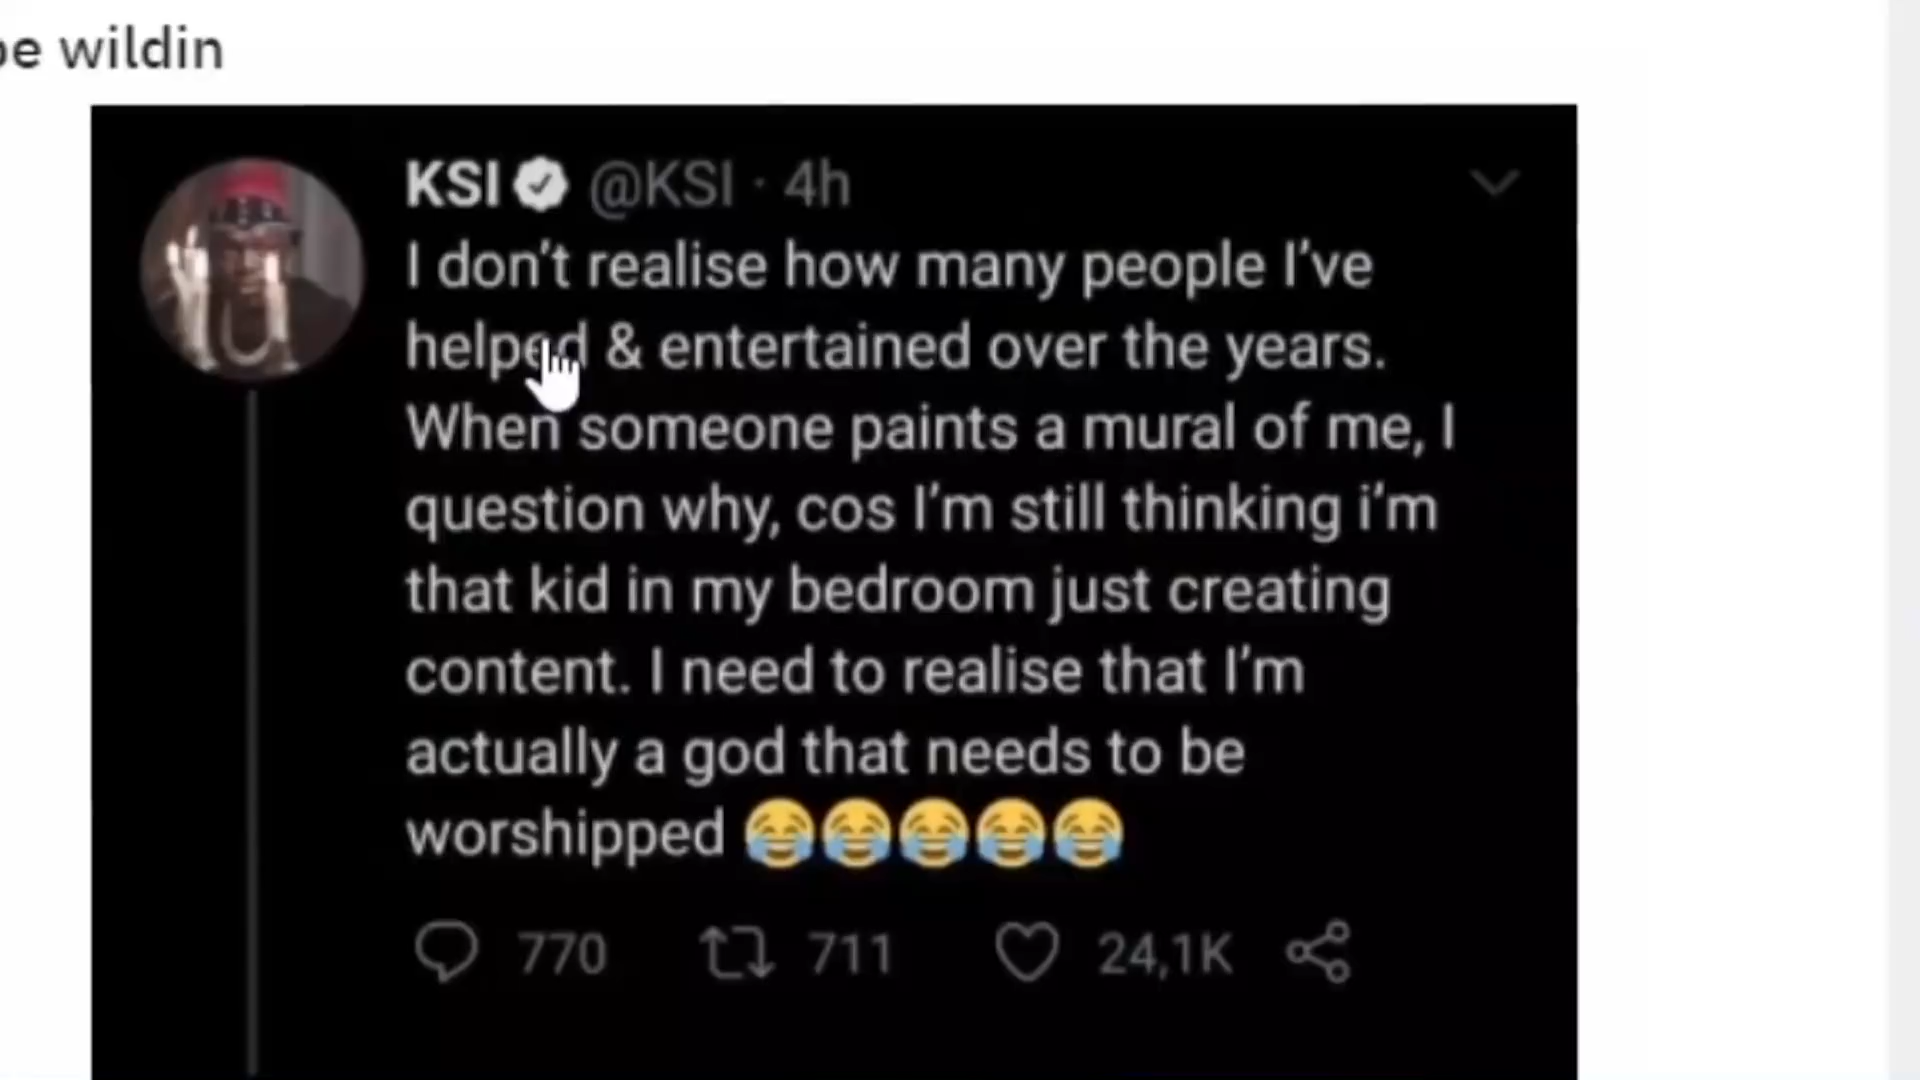 be wildin
KSI @KSI · 4h
I don’t realise how many people I’ve
helped & entertained over the years.
When someone paints a mural of me, I
question why, cos I’m still thinking i’m
that kid in my bedroom just creating
content. I need to realise that I’m
actually a god that needs to be
worshipped 😂😂😂😂😂
770 711 24,1K